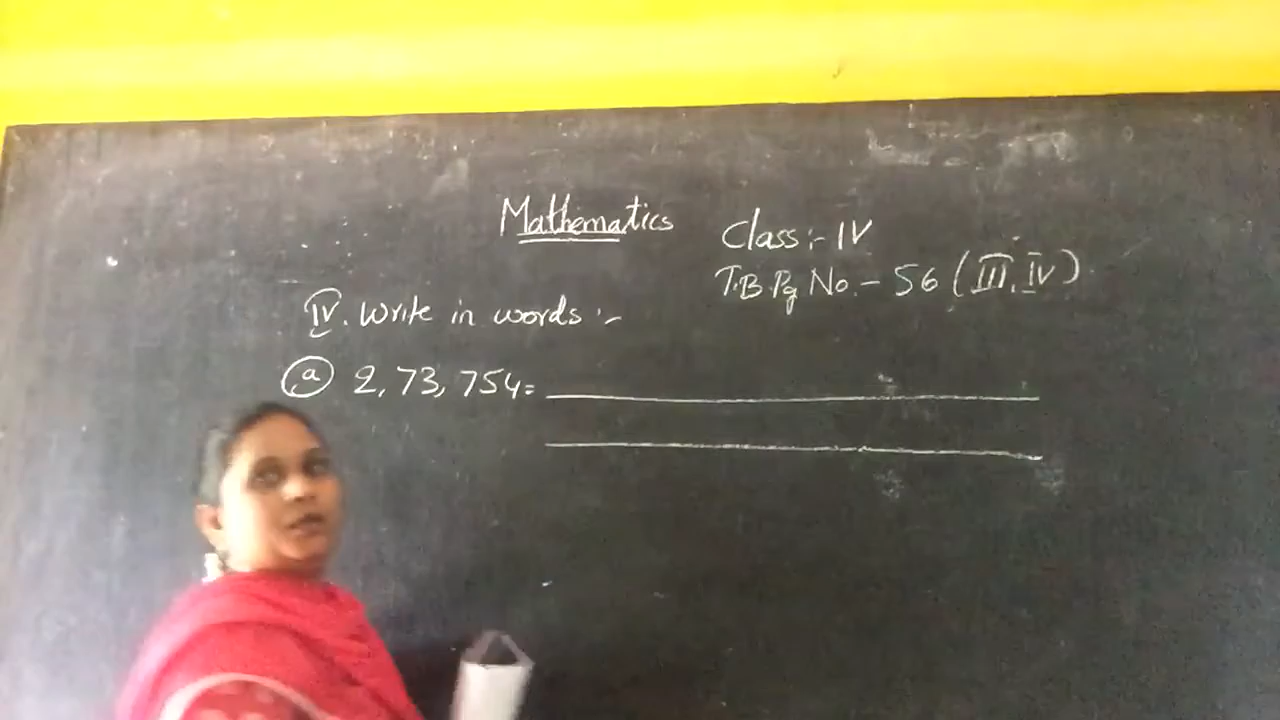 Mathematics
Class:- IV
T.B.Pg No.- 56 (III, IV)
IV. Write in words :-
(a) 2,73,754=